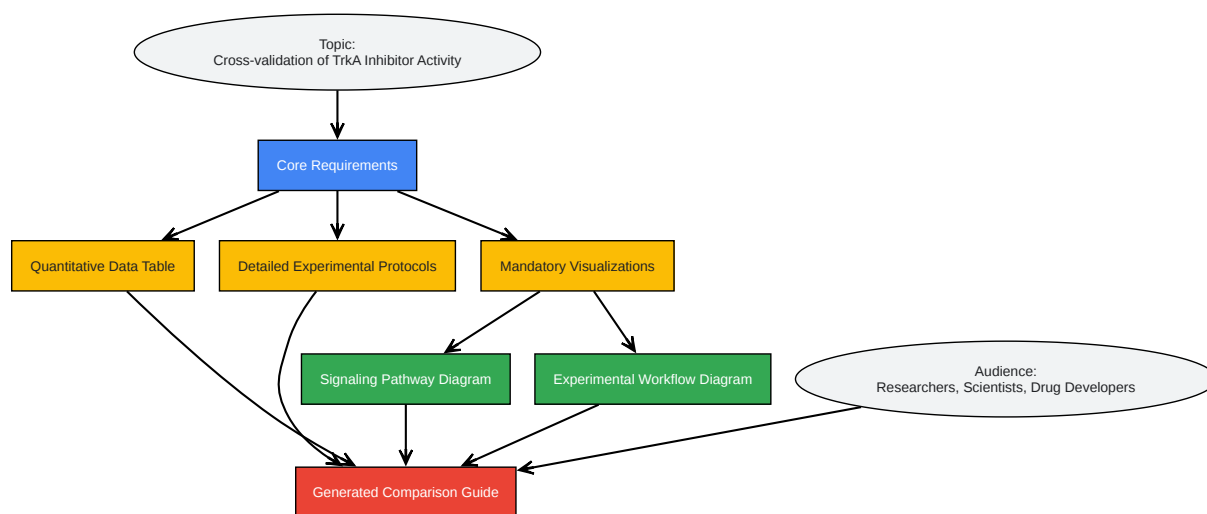 Topic:
Cross-validation of TrkA Inhibitor Activity
Core Requirements
Quantitative Data Table
Detailed Experimental Protocols
Mandatory Visualizations
Signaling Pathway Diagram
Experimental Workflow Diagram
Audience:
Researchers, Scientists, Drug Developers
Generated Comparison Guide